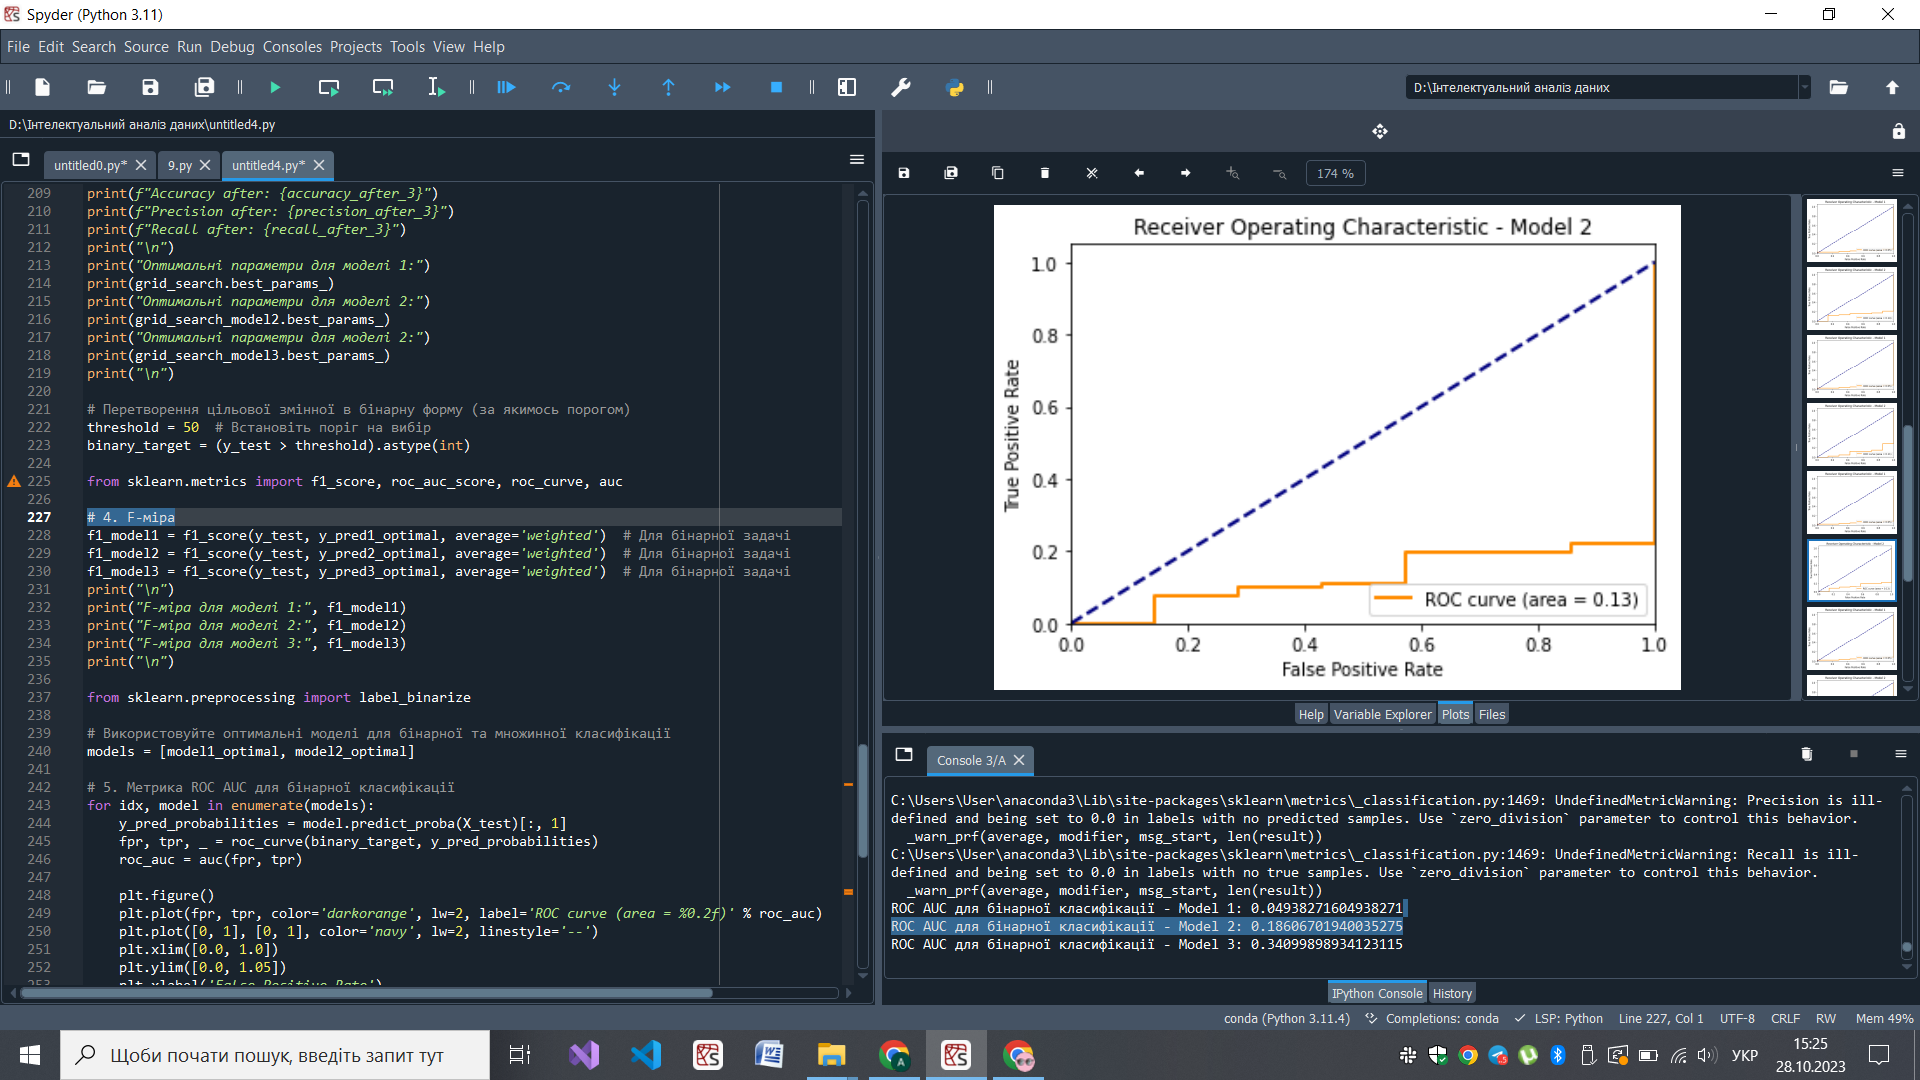 Spyder (Python 3.11)
File Edit Search Source Run Debug Consoles Projects Tools View Help
D:\Інтелектуальний аналіз даних
D:\Інтелектуальний аналіз даних\untitled4.py
untitled0.py* 9.py untitled4.py*
209 print(f"Accuracy after: {accuracy_after_3}")
210 print(f"Precision after: {precision_after_3}")
211 print(f"Recall after: {recall_after_3}")
212 print("\n")
213 print("Оптимальні параметри для моделі 1:")
214 print(grid_search.best_params_)
215 print("Оптимальні параметри для моделі 2:")
216 print(grid_search_model2.best_params_)
217 print("Оптимальні параметри для моделі 2:")
218 print(grid_search_model3.best_params_)
219 print("\n")
220
221 # Перетворення цільової змінної в бінарну форму (за якимось порогом)
222 threshold = 50  # Встановіть поріг на вибір
223 binary_target = (y_test > threshold).astype(int)
224
225 from sklearn.metrics import f1_score, roc_auc_score, roc_curve, auc
226
227 # 4. F-міра
228 f1_model1 = f1_score(y_test, y_pred1_optimal, average='weighted')  # Для бінарної задачі
229 f1_model2 = f1_score(y_test, y_pred2_optimal, average='weighted')  # Для бінарної задачі
230 f1_model3 = f1_score(y_test, y_pred3_optimal, average='weighted')  # Для бінарної задачі
231 print("\n")
232 print("F-міра для моделі 1:", f1_model1)
233 print("F-міра для моделі 2:", f1_model2)
234 print("F-міра для моделі 3:", f1_model3)
235 print("\n")
236
237 from sklearn.preprocessing import label_binarize
238
239 # Використовуйте оптимальні моделі для бінарної та множинної класифікації
240 models = [model1_optimal, model2_optimal]
241
242 # 5. Метрика ROC AUC для бінарної класифікації
243 for idx, model in enumerate(models):
244     y_pred_probabilities = model.predict_proba(X_test)[:, 1]
245     fpr, tpr, _ = roc_curve(binary_target, y_pred_probabilities)
246     roc_auc = auc(fpr, tpr)
247
248     plt.figure()
249     plt.plot(fpr, tpr, color='darkorange', lw=2, label='ROC curve (area = %0.2f)' % roc_auc)
250     plt.plot([0, 1], [0, 1], color='navy', lw=2, linestyle='--')
251     plt.xlim([0.0, 1.0])
252     plt.ylim([0.0, 1.05])
253     plt.xlabel('False Positive Rate')
174 %
Receiver Operating Characteristic - Model 2
1.0
0.8
0.6
0.4
0.2
0.0
True Positive Rate
ROC curve (area = 0.13)
0.0 0.2 0.4 0.6 0.8 1.0
False Positive Rate
Help Variable Explorer Plots Files
Console 3/A
C:\Users\User\anaconda3\Lib\site-packages\sklearn\metrics\_classification.py:1469: UndefinedMetricWarning: Precision is ill-
defined and being set to 0.0 in labels with no predicted samples. Use `zero_division` parameter to control this behavior.
  _warn_prf(average, modifier, msg_start, len(result))
C:\Users\User\anaconda3\Lib\site-packages\sklearn\metrics\_classification.py:1469: UndefinedMetricWarning: Recall is ill-
defined and being set to 0.0 in labels with no true samples. Use `zero_division` parameter to control this behavior.
  _warn_prf(average, modifier, msg_start, len(result))
ROC AUC для бінарної класифікації - Model 1: 0.04938271604938271
ROC AUC для бінарної класифікації - Model 2: 0.18606701940035275
ROC AUC для бінарної класифікації - Model 3: 0.34099898934123115
IPython Console History
conda (Python 3.11.4) Completions: conda LSP: Python Line 227, Col 1 UTF-8 CRLF RW Mem 49%
Щоби почати пошук, введіть запит тут
УКР
15:25
28.10.2023